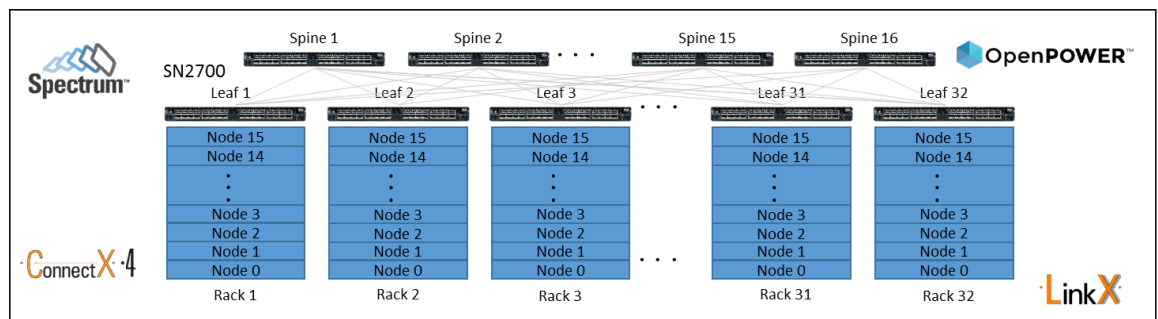 Spine 1 Spine 2 . . . Spine 15 Spine 16
Spectrum™ SN2700 OpenPOWER™
Leaf 1 Leaf 2 Leaf 3 . . . Leaf 31 Leaf 32
Node 15 Node 15 Node 15 Node 15 Node 15
Node 14 Node 14 Node 14 Node 14 Node 14
Node 3 Node 3 Node 3 Node 3 Node 3
Node 2 Node 2 Node 2 Node 2 Node 2
Node 1 Node 1 Node 1 Node 1 Node 1
ConnectX·4 Node 0 Node 0 Node 0 . . . Node 0 Node 0
Rack 1 Rack 2 Rack 3 Rack 31 Rack 32
LinkX